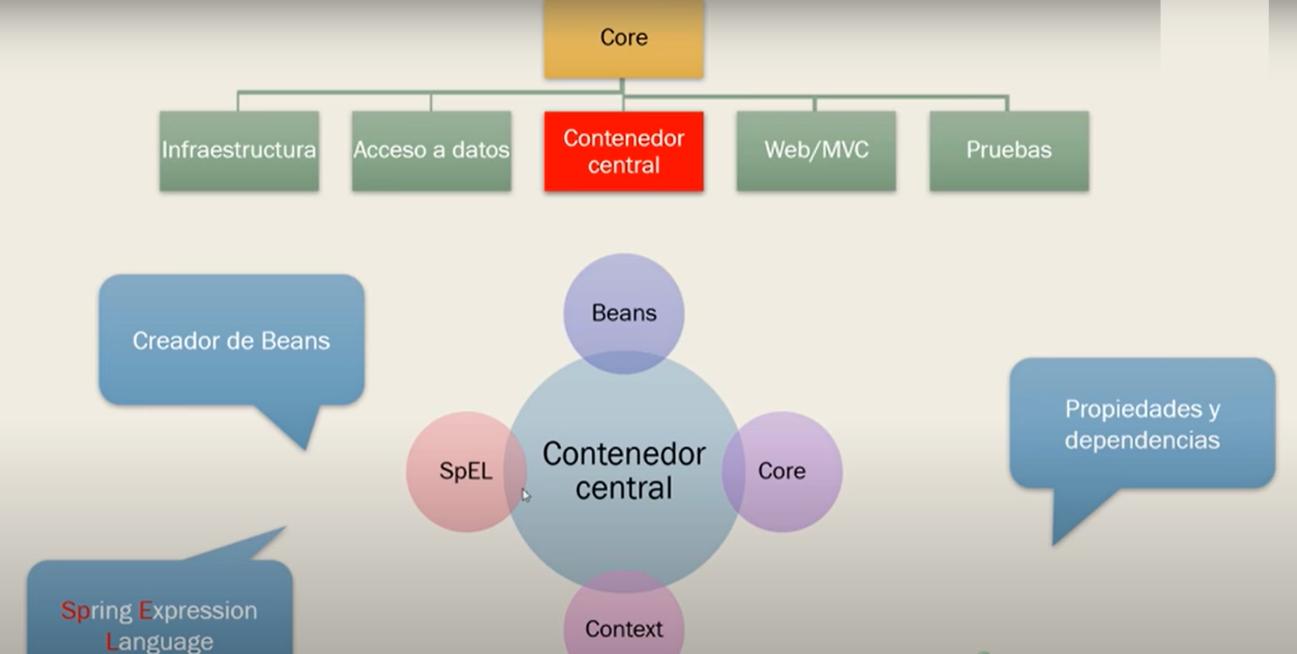 Core
Infraestructura
Acceso a datos
Contenedor
central
Web/MVC
Pruebas
Beans
Creador de Beans
Propiedades y
dependencias
SpEL
Contenedor
central
Core
Spring Expression
Language
Context